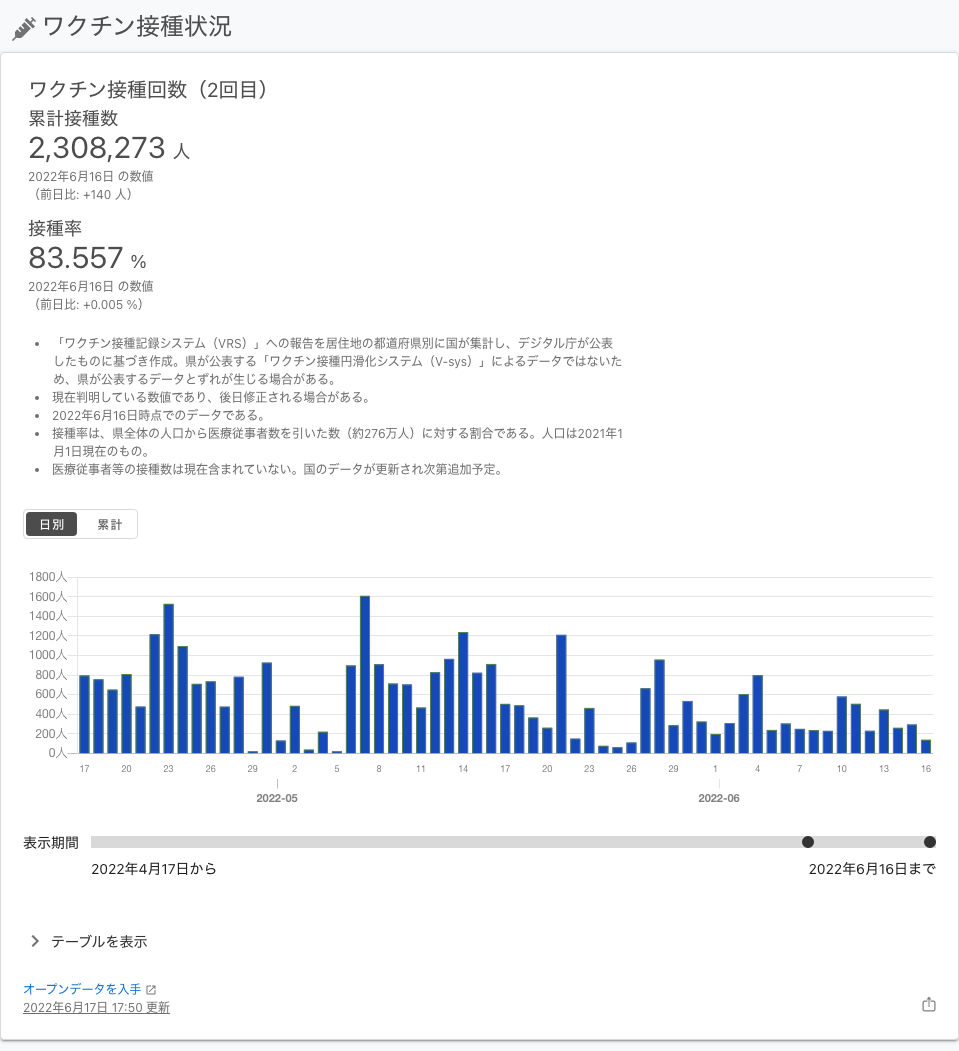 ワクチン接種状況
ワクチン接種回数（2回目）
累計接種数
2,308,273 人
2022年6月16日 の数値
（前日比: +140 人）
接種率
83.557 %
2022年6月16日 の数値
（前日比: +0.005 %）
• 「ワクチン接種記録システム（VRS）」への報告を居住地の都道府県別に国が集計し、デジタル庁が公表
したものに基づき作成。県が公表する「ワクチン接種円滑化システム（V-sys）」によるデータではないた
め、県が公表するデータとずれが生じる場合がある。
• 現在判明している数値であり、後日修正される場合がある。
• 2022年6月16日時点でのデータである。
• 接種率は、県全体の人口から医療従事者数を引いた数（約276万人）に対する割合である。人口は2021年1
月1日現在のもの。
• 医療従事者等の接種数は現在含まれていない。国のデータが更新され次第追加予定。
日別 累計
1800人
1600人
1400人
1200人
1000人
800人
600人
400人
200人
0人
17 20 23 26 29 2 5 8 11 14 17 20 23 26 29 1 4 7 10 13 16
2022-05 2022-06
表示期間
2022年4月17日から 2022年6月16日まで
テーブルを表示
オープンデータを入手
2022年6月17日 17:50 更新